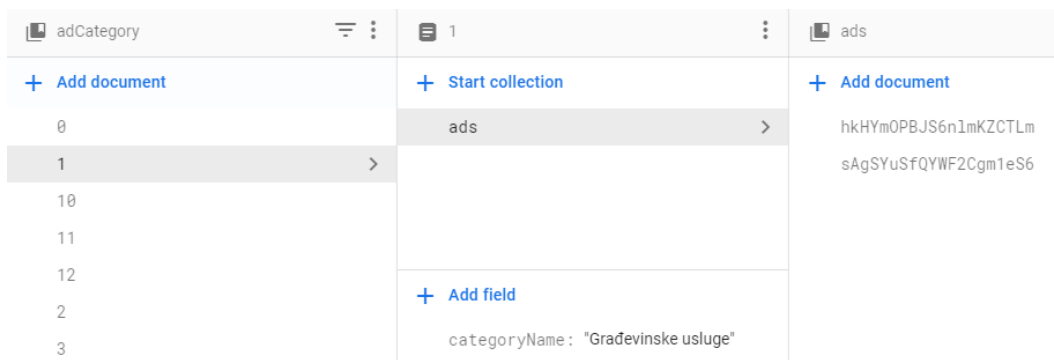 adCategory
Add document
0
1
10
11
12
2
3
1
Start collection
ads
Add field
categoryName: "Građevinske usluge"
ads
Add document
hkHYmOPBJS6nlmKZCTLm
sAgSYuSfQYWF2Cgm1eS6